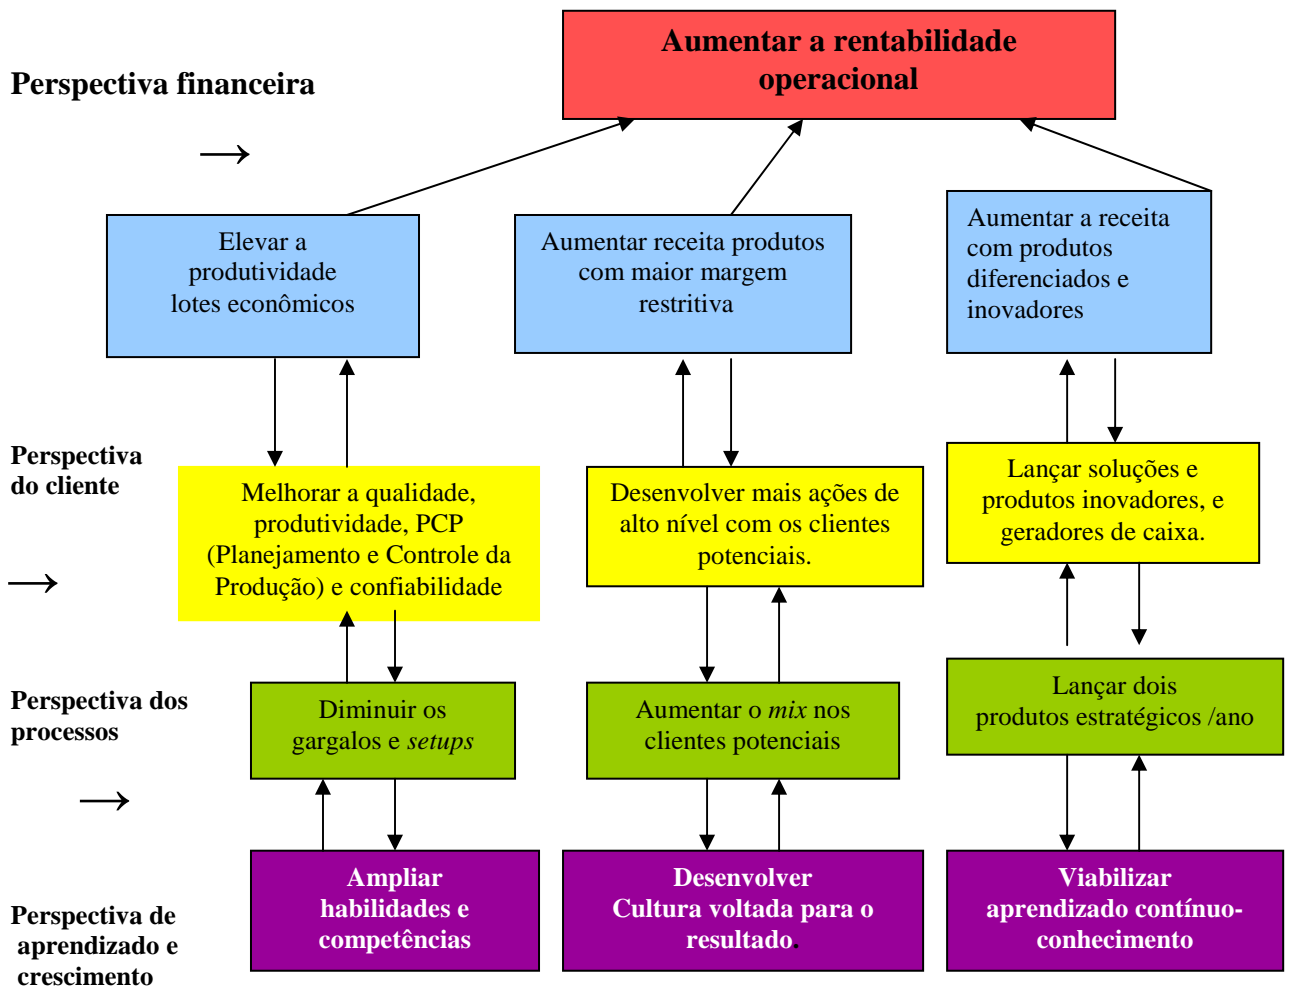 Aumentar a rentabilidade
operacional
Perspectiva financeira
→
Elevar a
produtividade
lotes econômicos
Aumentar receita produtos
com maior margem
restritiva
Aumentar a receita
com produtos
diferenciados e
inovadores
Perspectiva
do cliente
→
Melhorar a qualidade,
produtividade, PCP
(Planejamento e Controle da
Produção) e confiabilidade
Desenvolver mais ações de
alto nível com os clientes
potenciais.
Lançar soluções e
produtos inovadores, e
geradores de caixa.
Perspectiva dos
processos
→
Diminuir os
gargalos e setups
Aumentar o mix nos
clientes potenciais
Lançar dois
produtos estratégicos /ano
Perspectiva de
aprendizado e
crescimento
Ampliar
habilidades e
competências
Desenvolver
Cultura voltada para o
resultado.
Viabilizar
aprendizado contínuo-
conhecimento